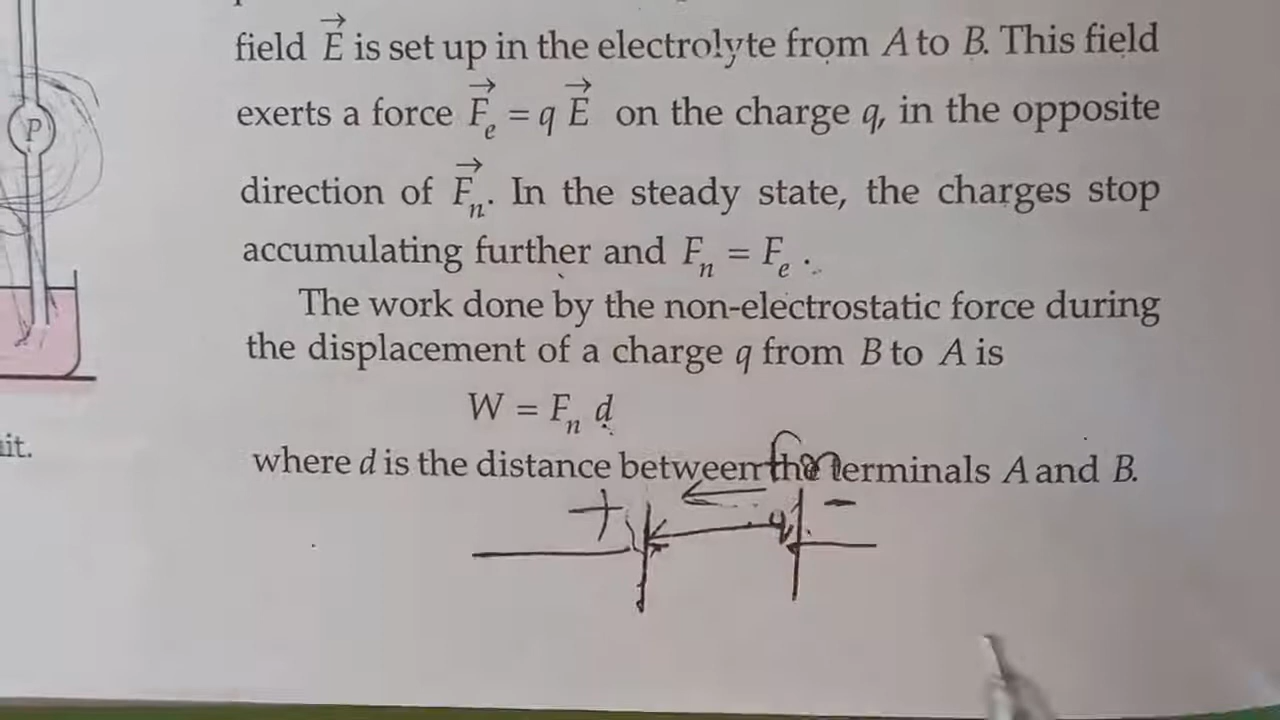 field E⃗ is set up in the electrolyte from A to B. This field
exerts a force F⃗ₑ = q E⃗ on the charge q, in the opposite
direction of F⃗ₙ. In the steady state, the charges stop
accumulating further and Fₙ = Fₑ .
The work done by the non-electrostatic force during
the displacement of a charge q from B to A is
W = Fₙ d
where d is the distance between the terminals A and B.
+ q -
P
it.